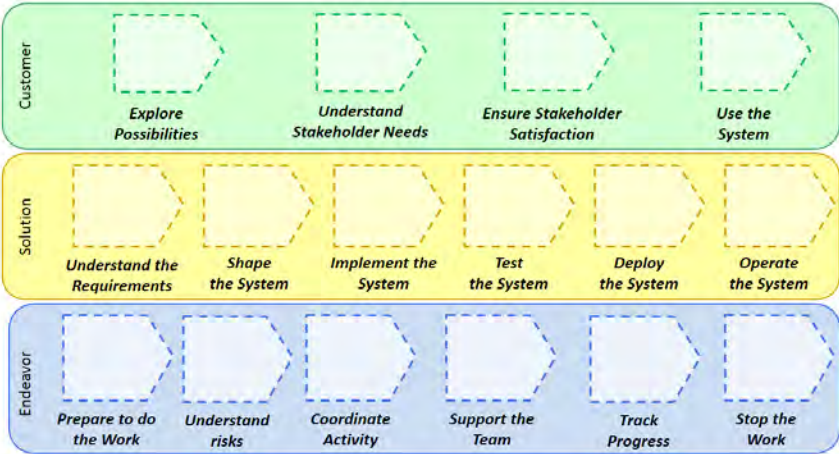 Customer
Explore
Possibilities
Understand
Stakeholder Needs
Ensure Stakeholder
Satisfaction
Use the
System
Solution
Understand the
Requirements
Shape
the System
Implement the
System
Test
the System
Deploy
the System
Operate
the System
Endeavor
Prepare to do
the Work
Understand
risks
Coordinate
Activity
Support the
Team
Track
Progress
Stop the
Work